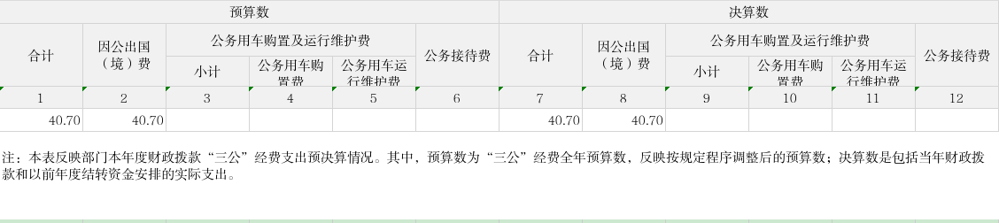 预算数 决算数
合计 因公出国（境）费 公务用车购置及运行维护费 公务接待费 合计 因公出国（境）费 公务用车购置及运行维护费 公务接待费
小计 公务用车购置费 公务用车运行维护费 小计 公务用车购置费 公务用车运行维护费
1 2 3 4 5 6 7 8 9 10 11 12
40.70 40.70 40.70 40.70
注：本表反映部门本年度财政拨款“三公”经费支出预决算情况。其中，预算数为“三公”经费全年预算数，反映按规定程序调整后的预算数；决算数是包括当年财政拨
款和以前年度结转资金安排的实际支出。